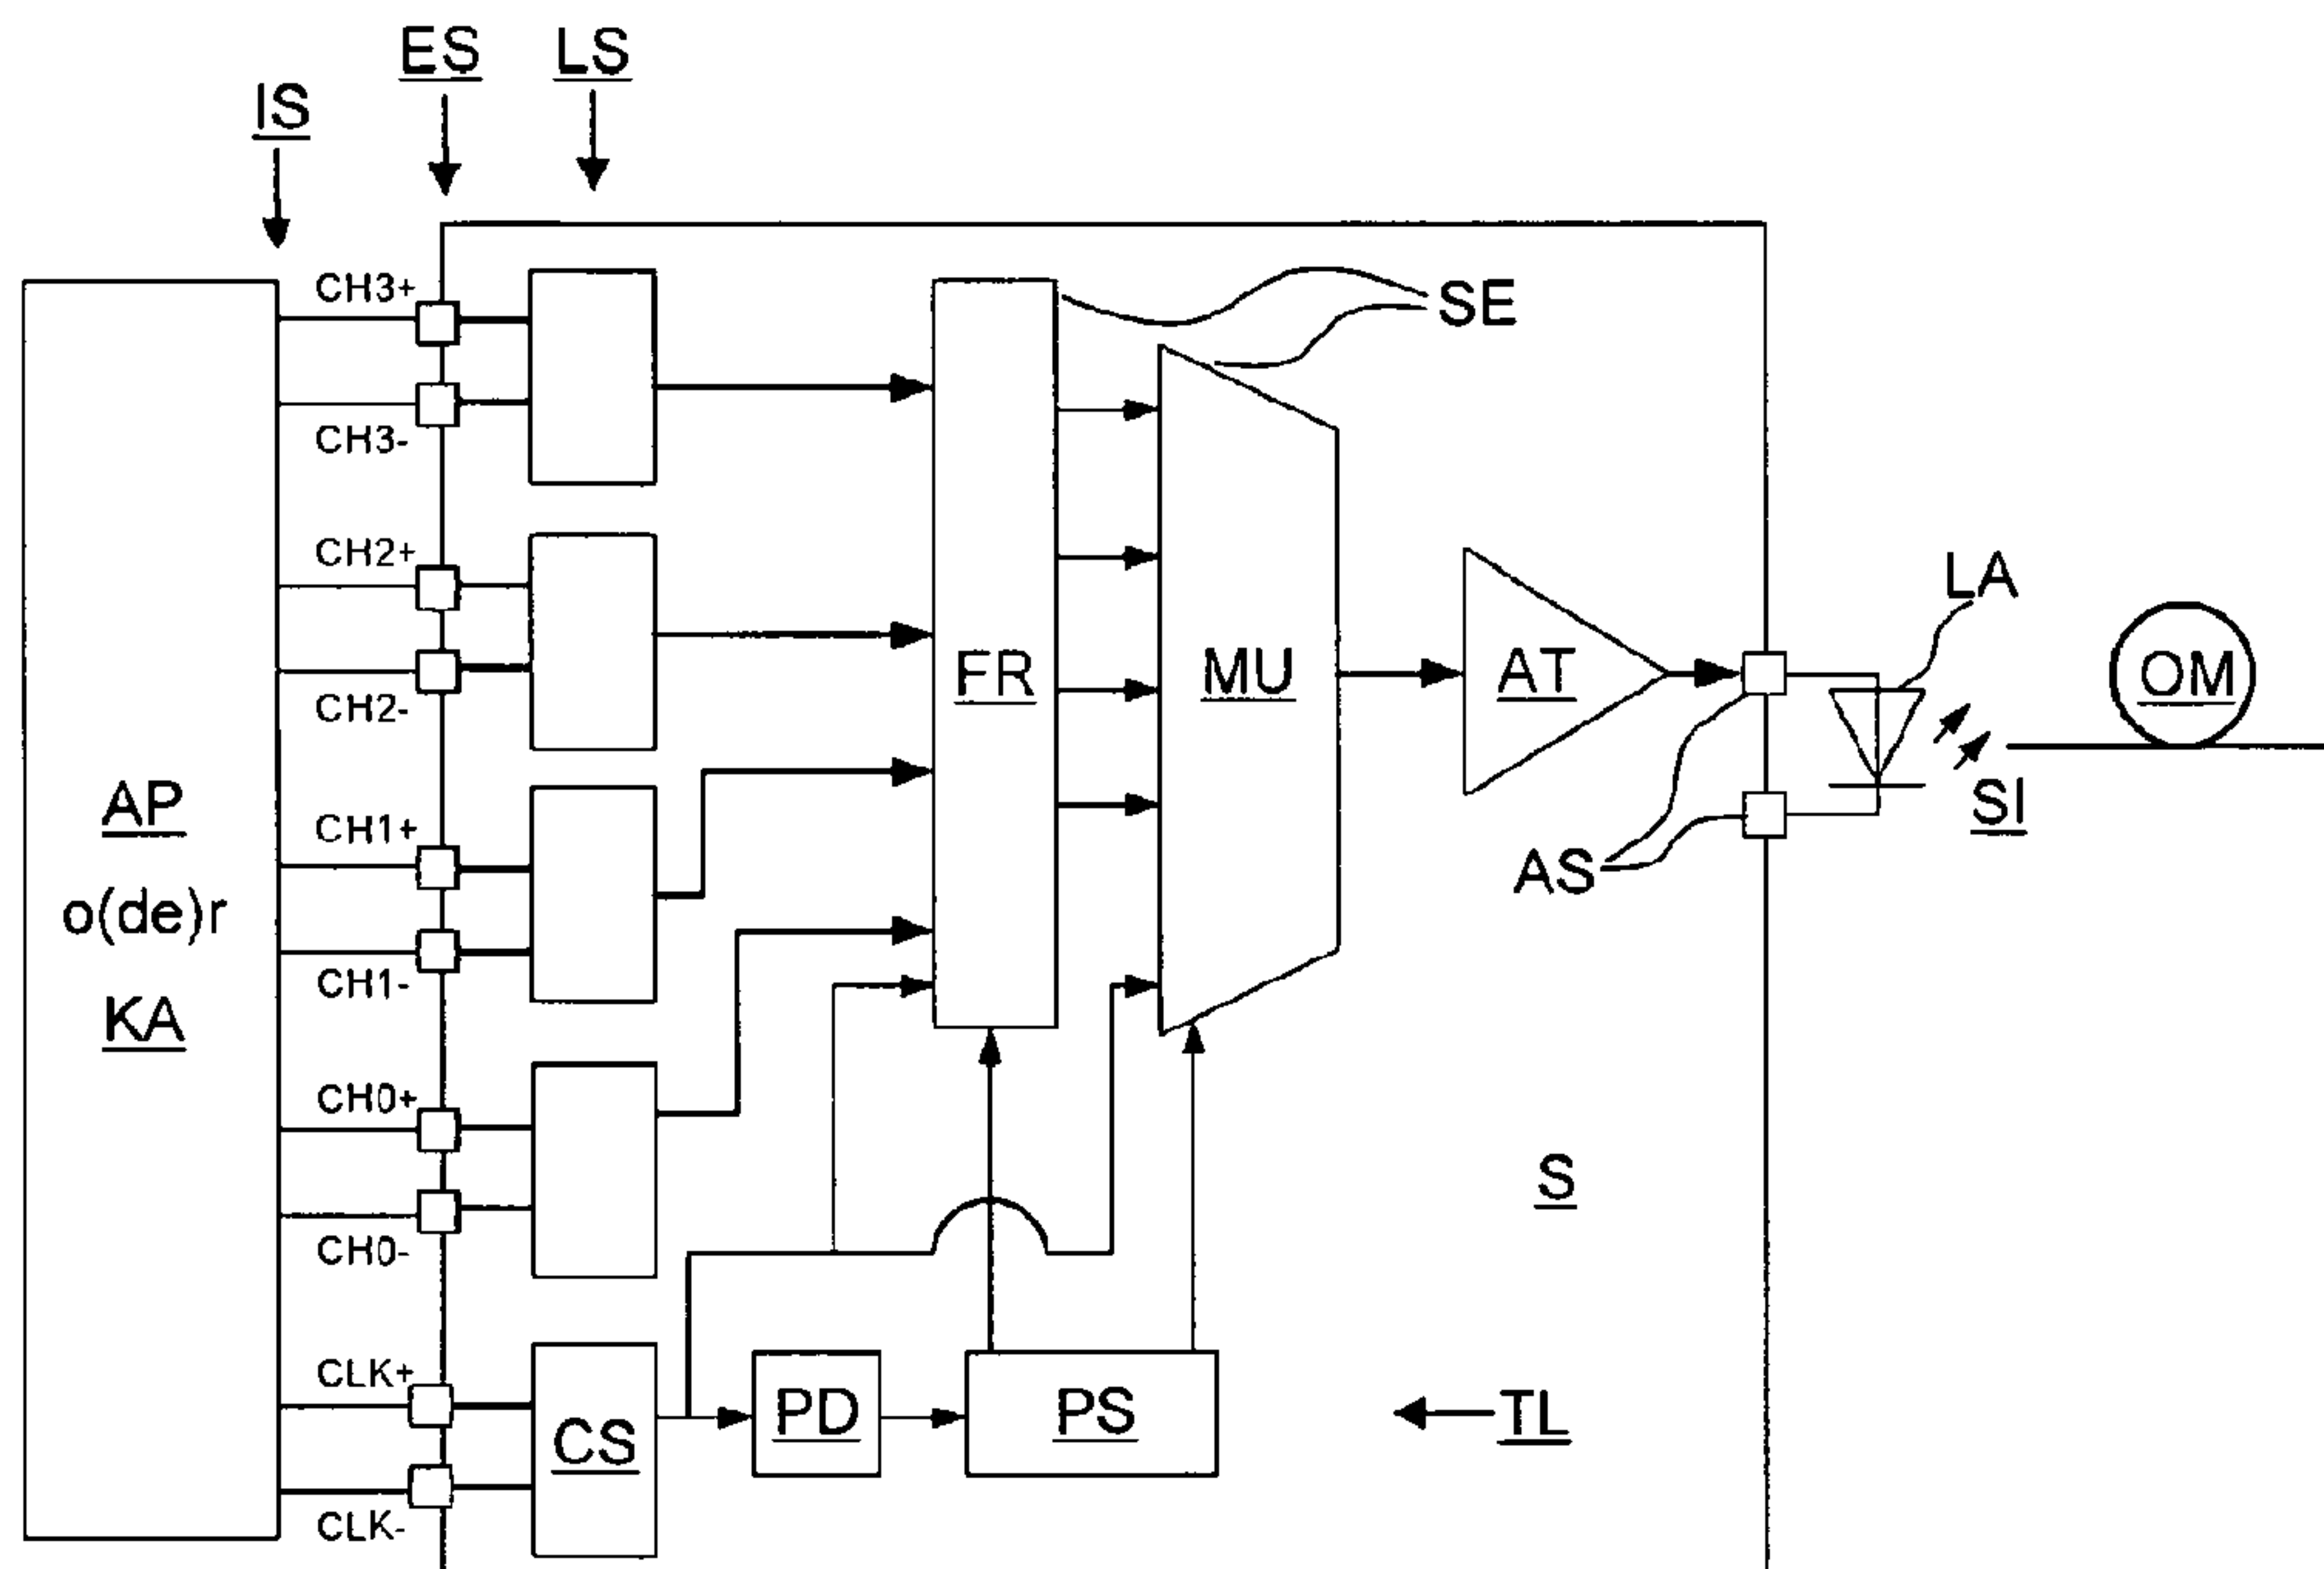 ES
LS
IS
CH3+
SE
CH3-
CH2+
LA
FR
MU
AT
OM
CH2-
AP
SI
CH1+
AS
o(de)r
CH1-
KA
CH0+
S
CH0-
CLK+
PD
PS
TL
CS
CLK-